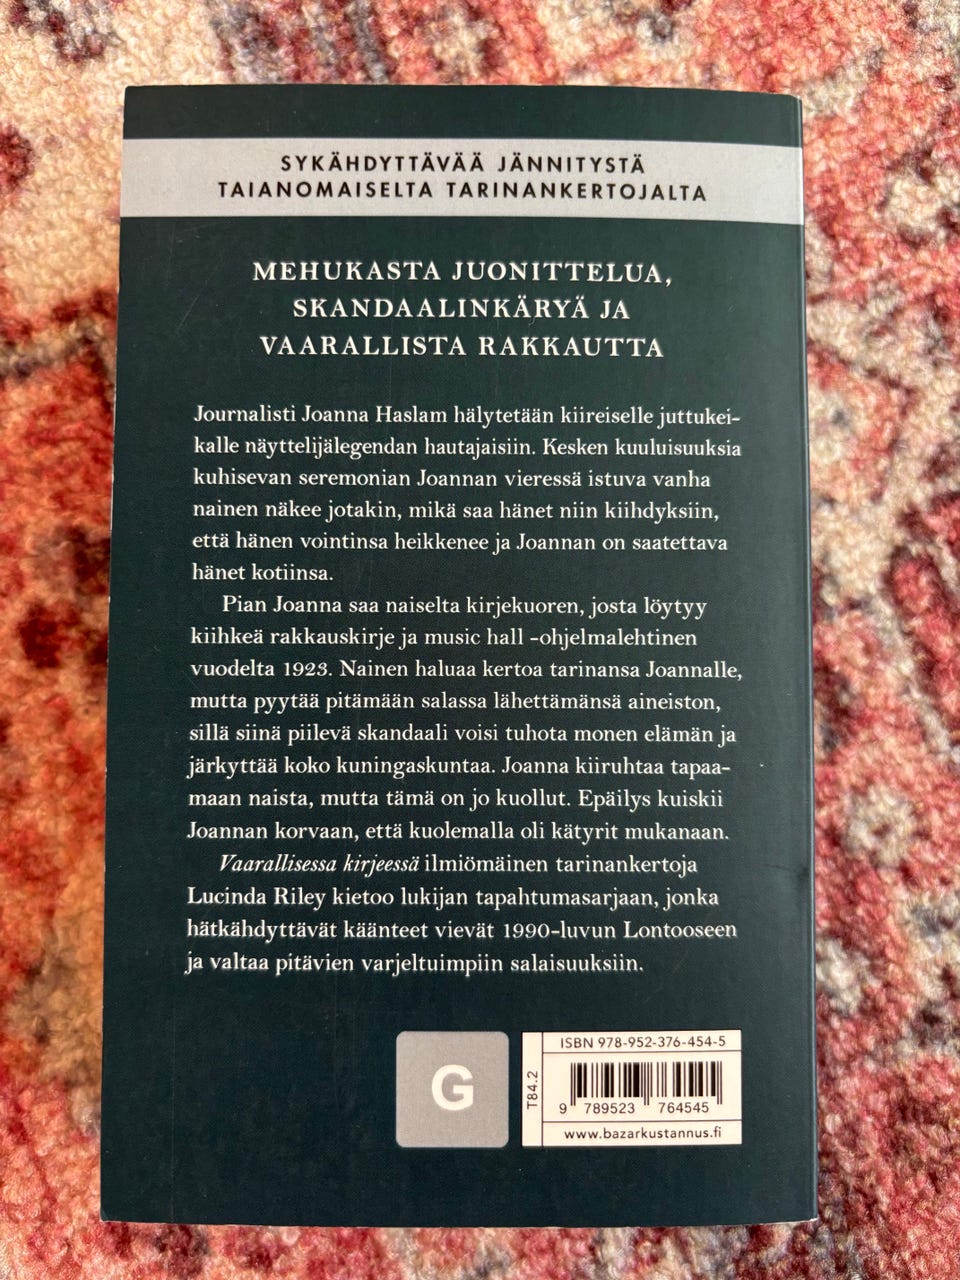 SYKÄHDYTTÄVÄÄ JÄNNITYSTÄ
TAIANOMAISELTA TARINANKERTOJALTA
MEHUKASTA JUONITTELUA,
SKANDAALINKÄRYÄ JA
VAARALLISTA RAKKAUTTA
Journalisti Joanna Haslam hälytetään kiireiselle juttukei-
kalle näyttelijälegendan hautajaisiin. Kesken kuuluisuuksia
kuhisevan seremonian Joannan vieressä istuva vanha
nainen näkee jotakin, mikä saa hänet niin kiihdyksiin,
että hänen vointinsa heikkenee ja Joannan on saatettava
hänet kotiinsa.
Pian Joanna saa naiselta kirjekuoren, josta löytyy
kiihkeä rakkauskirje ja music hall -ohjelmalehtinen
vuodelta 1923. Nainen haluaa kertoa tarinansa Joannalle,
mutta pyytää pitämään salassa lähettämänsä aineiston,
sillä siinä piilevä skandaali voisi tuhota monen elämän ja
järkyttää koko kuningaskuntaa. Joanna kiiruhtaa tapaa-
maan naista, mutta tämä on jo kuollut. Epäilys kuiskii
Joannan korvaan, että kuolemalla oli kätyrit mukanaan.
Vaarallisessa kirjeessä ilmiömäinen tarinankertoja
Lucinda Riley kietoo lukijan tapahtumasarjaan, jonka
hätkähdyttävät käänteet vievät 1990-luvun Lontooseen
ja valtaa pitävien varjeltuimpiin salaisuuksiin.
G
T84.2
ISBN 978-952-376-454-5
9 789523 764545
www.bazarkustannus.fi